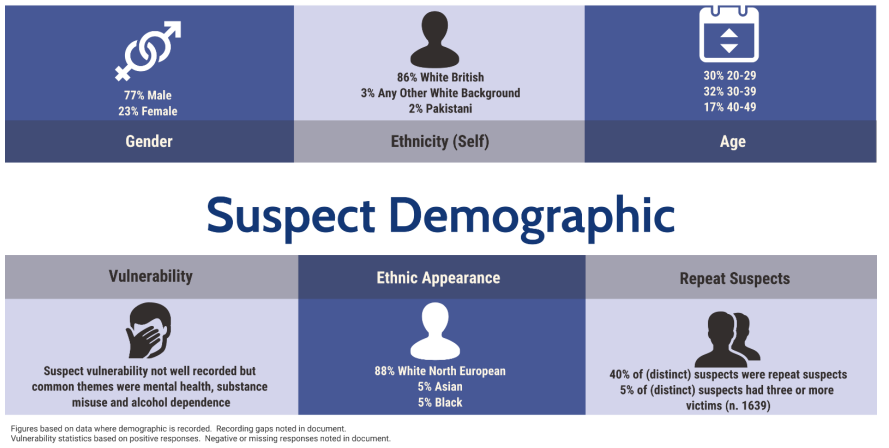 77% Male
23% Female
Gender
86% White British
3% Any Other White Background
2% Pakistani
Ethnicity (Self)
30% 20-29
32% 30-39
17% 40-49
Age
Suspect Demographic
Vulnerability
Suspect vulnerability not well recorded but
common themes were mental health, substance
misuse and alcohol dependence
Ethnic Appearance
88% White North European
5% Asian
5% Black
Repeat Suspects
40% of (distinct) suspects were repeat suspects
5% of (distinct) suspects had three or more
victims (n. 1639)
Figures based on data where demographic is recorded. Recording gaps noted in document.
Vulnerability statistics based on positive responses. Negative or missing responses noted in document.